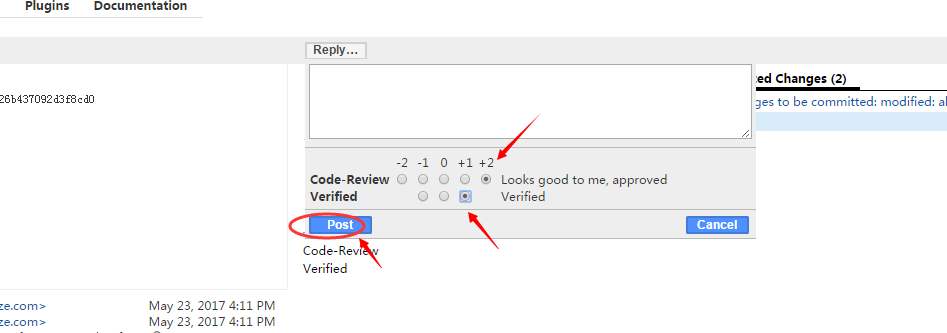 Plugins Documentation
Reply...
26b437092d3f8cd0
ed Changes (2)
ges to be committed: modified: al
-2 -1 0 +1 +2
Code-Review Looks good to me, approved
Verified Verified
Post Cancel
Code-Review
Verified
ze.com> May 23, 2017 4:11 PM
ze.com> May 23, 2017 4:11 PM